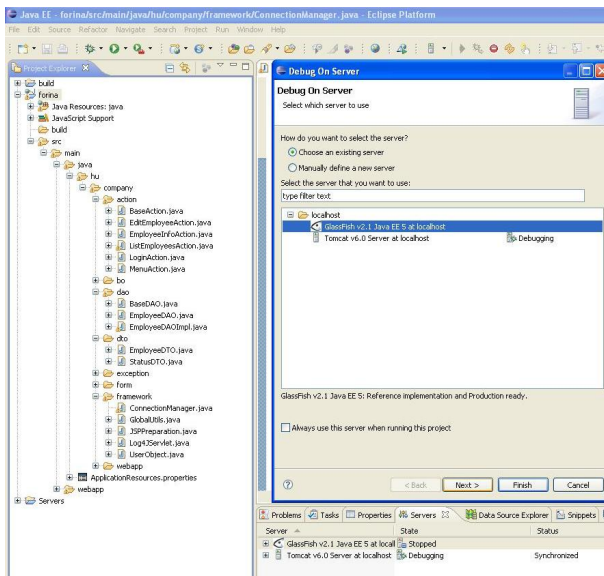 Java EE - forina/src/main/java/hu/company/framework/ConnectionManager.java - Eclipse Platform
File Edit Source Refactor Navigate Search Project Run Window Help
Project Explorer
build
forina
Java Resources: java
JavaScript Support
build
src
main
java
hu
company
action
BaseAction.java
EditEmployeeAction.java
EmployeeInfoAction.java
ListEmployeesAction.java
LoginAction.java
MenuAction.java
bo
dao
BaseDAO.java
EmployeeDAO.java
EmployeeDAOImpl.java
dto
EmployeeDTO.java
StatusDTO.java
exception
form
framework
ConnectionManager.java
GlobalUtils.java
JSPPreparation.java
Log4JServlet.java
UserObject.java
webapp
ApplicationResources.properties
webapp
Servers
Debug On Server
Debug On Server
Select which server to use
How do you want to select the server?
Choose an existing server
Manually define a new server
Select the server that you want to use:
type filter text
localhost
GlassFish v2.1 Java EE 5 at localhost
Tomcat v6.0 Server at localhost Debugging
GlassFish v2.1 Java EE 5: Reference implementation and Production ready.
Always use this server when running this project
< Back Next > Finish Cancel
Problems Tasks Properties Servers Data Source Explorer Snippets
Server State Status
GlassFish v2.1 Java EE 5 at locall Stopped
Tomcat v6.0 Server at localhost Debugging Synchronized